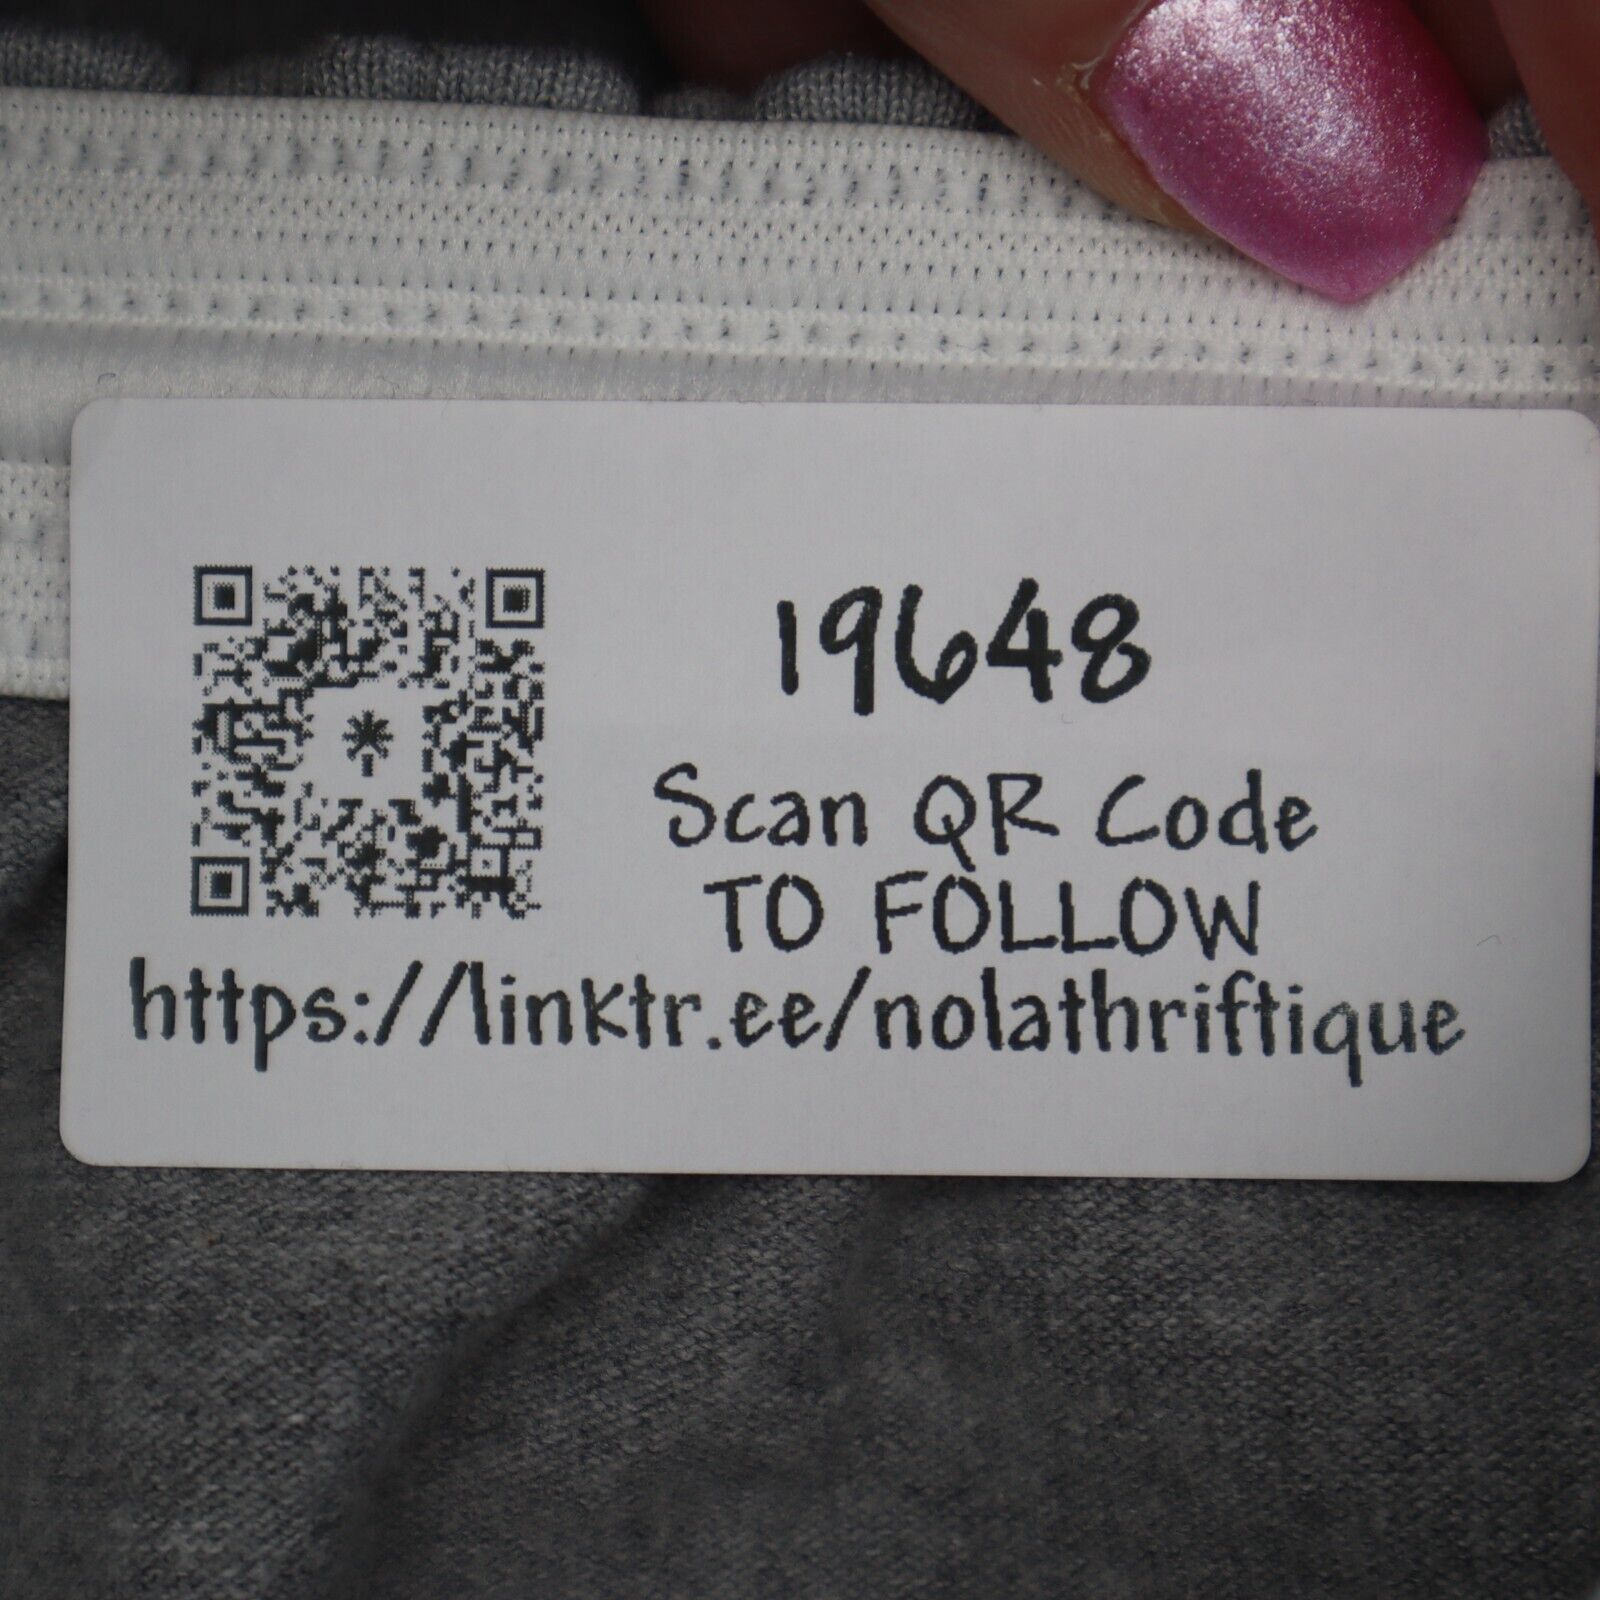 19648
Scan QR Code
TO FOLLOW
https://linktr.ee/nolathriftique